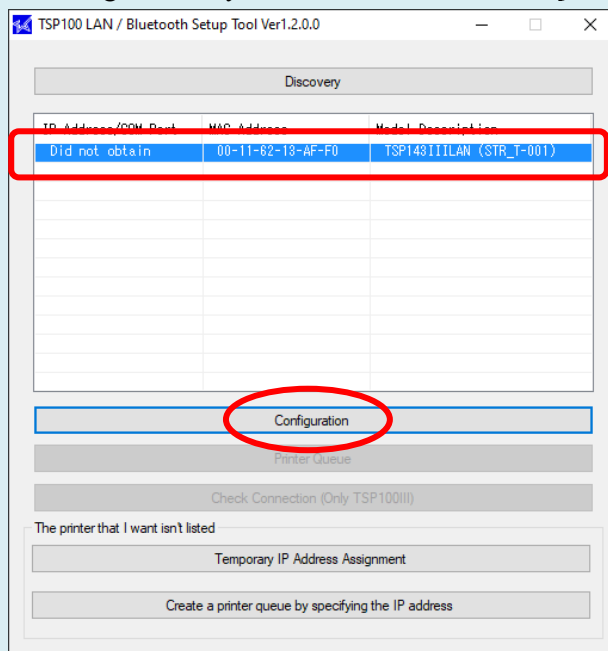 TSP100 LAN / Bluetooth Setup Tool Ver1.2.0.0
Discovery
IP Address/COM Port MAC Address Model Description
Did not obtain 00-11-62-13-AF-F0 TSP143IIILAN (STR_T-001)
Configuration
Printer Queue
Check Connection (Only TSP100III)
The printer that I want isn't listed
Temporary IP Address Assignment
Create a printer queue by specifying the IP address